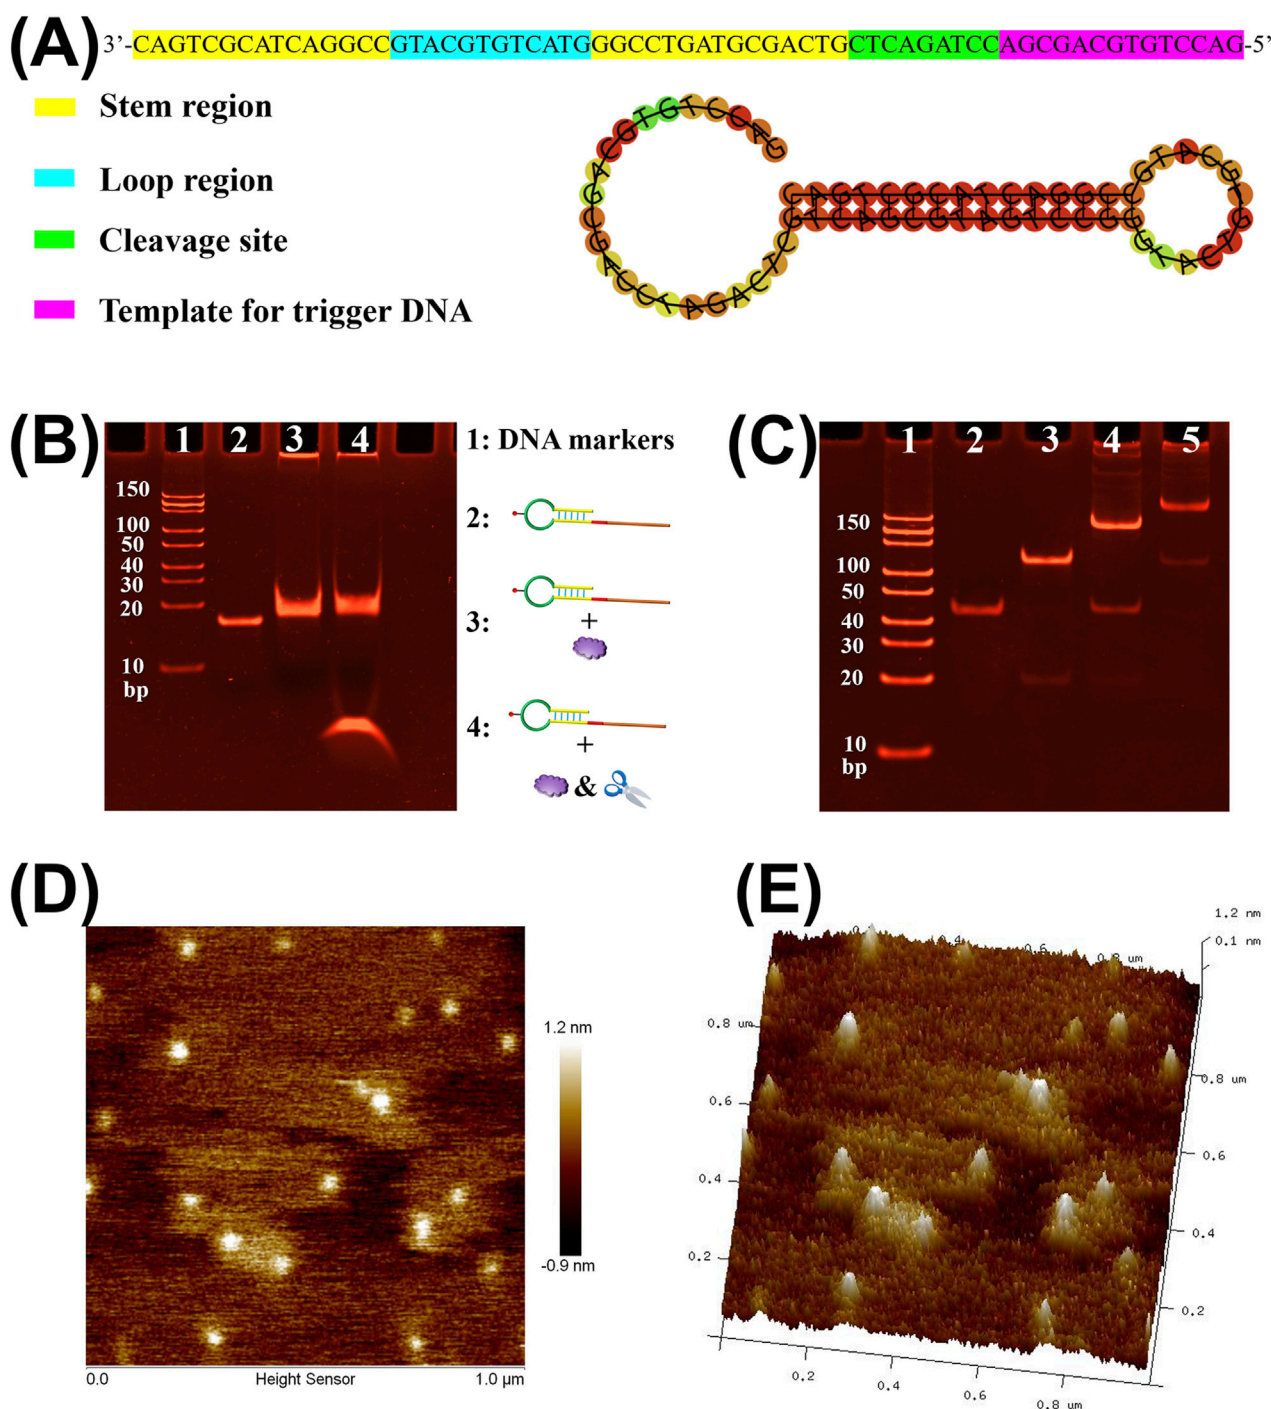 (A) 3'-CAGTCGCATCAGGCCGTACGTGTCATGGGCCTGATGCGACTGCTCAGATCCAGCGACGTGTCCAG-5'
Stem region
Loop region
Cleavage site
Template for trigger DNA
(B)
1 2 3 4
150
100
50
40
30
20
10
bp
1: DNA markers
2:
3:
+
4:
+
&
(C)
1 2 3 4 5
150
100
50
40
30
20
10
bp
(D)
1.2 nm
-0.9 nm
0.0 Height Sensor 1.0 µm
(E)
1.2 nm
0.1 nm
0.4 0.6 0.8 um
0.8 um
0.6
0.4
0.2
0.8 um
0.6
0.4
0.2
0.2
0.4
0.6
0.8 um